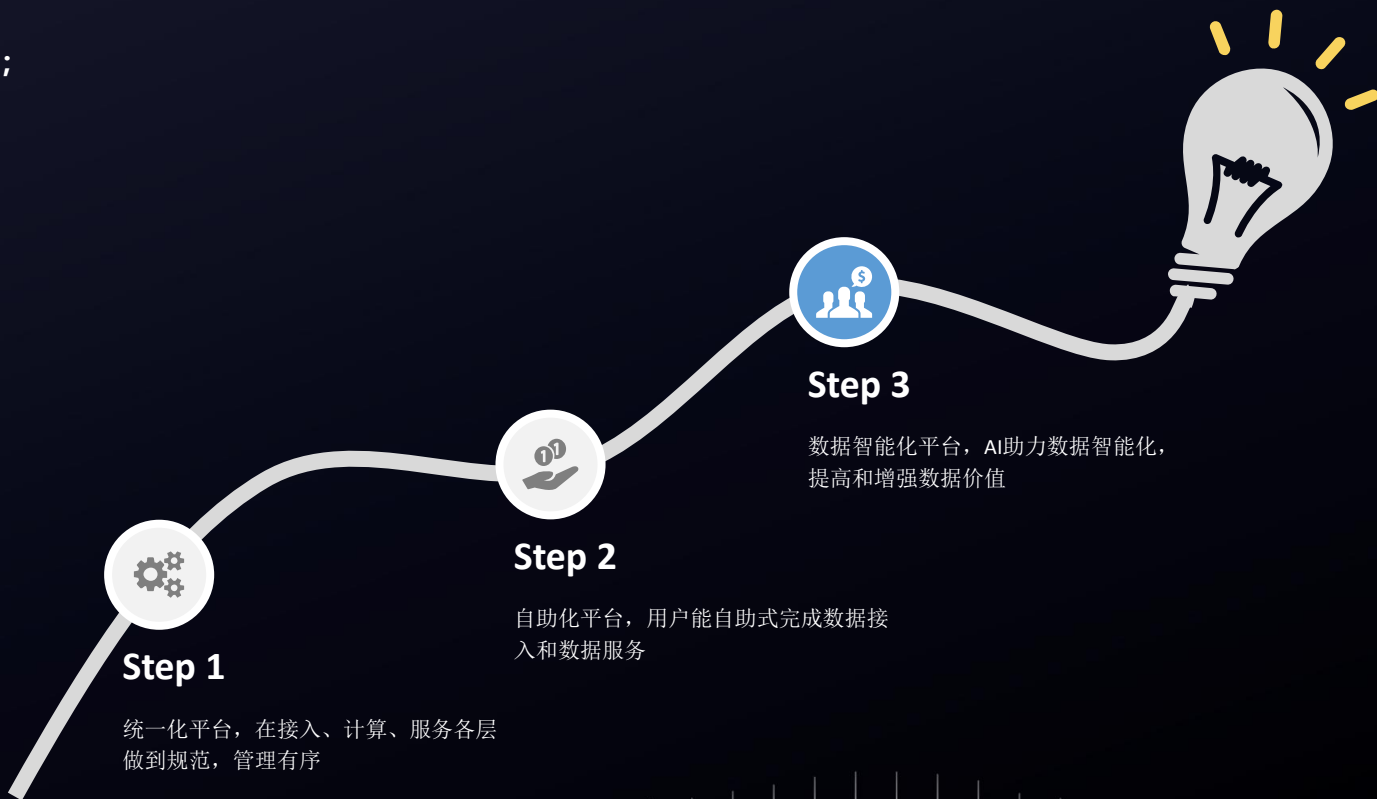 ;
Step 3
数据智能化平台，AI助力数据智能化，
提高和增强数据价值
Step 2
自助化平台，用户能自助式完成数据接
入和数据服务
Step 1
统一化平台，在接入、计算、服务各层
做到规范，管理有序